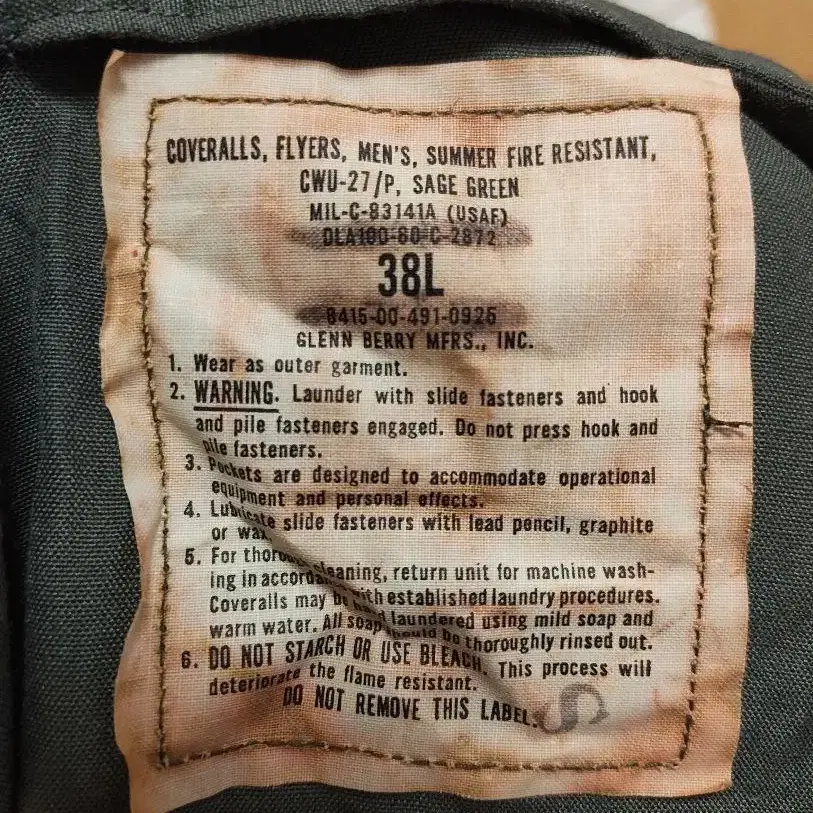 COVERALLS, FLYERS, MEN'S, SUMMER FIRE RESISTANT,
CWU-27/P, SAGE GREEN
MIL-C-83141A (USAF)
DLA100-80-C-2872
38L
8415-00-491-0926
GLENN BERRY MFRS., INC.
1. Wear as outer garment.
2. WARNING. Launder with slide fasteners and hook
and pile fasteners engaged. Do not press hook and
pile fasteners.
3. Pockets are designed to accommodate operational
equipment and personal effects.
4. Lubricate slide fasteners with lead pencil, graphite
or wax.
5. For thorough cleaning, return unit for machine wash-
ing in accordance with established laundry procedures.
Coveralls may be hand laundered using mild soap and
warm water. All soap should be thoroughly rinsed out.
6. DO NOT STARCH OR USE BLEACH. This process will
deteriorate the flame resistant.
DO NOT REMOVE THIS LABEL.